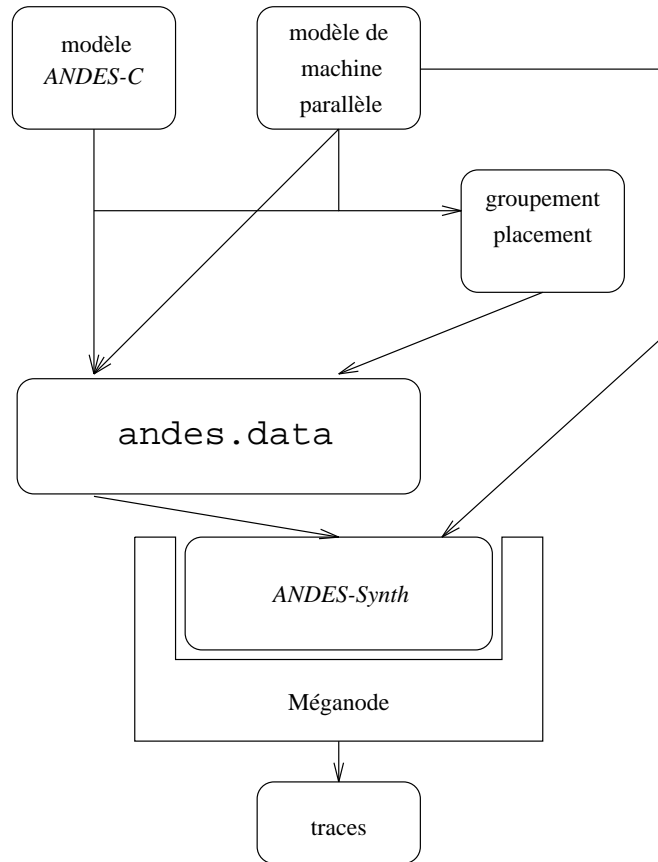 modèle
ANDES-C
modèle de
machine
parallèle
groupement
placement
andes.data
ANDES-Synth
Méganode
traces